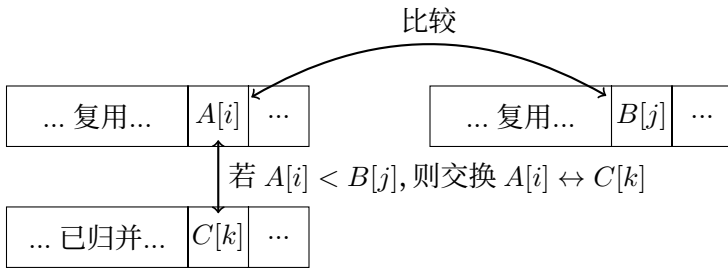 比较
... 复用... A[i] ... ... 复用... B[j] ...
若 A[i] < B[j], 则交换 A[i] ↔ C[k]
... 已归并... C[k] ...